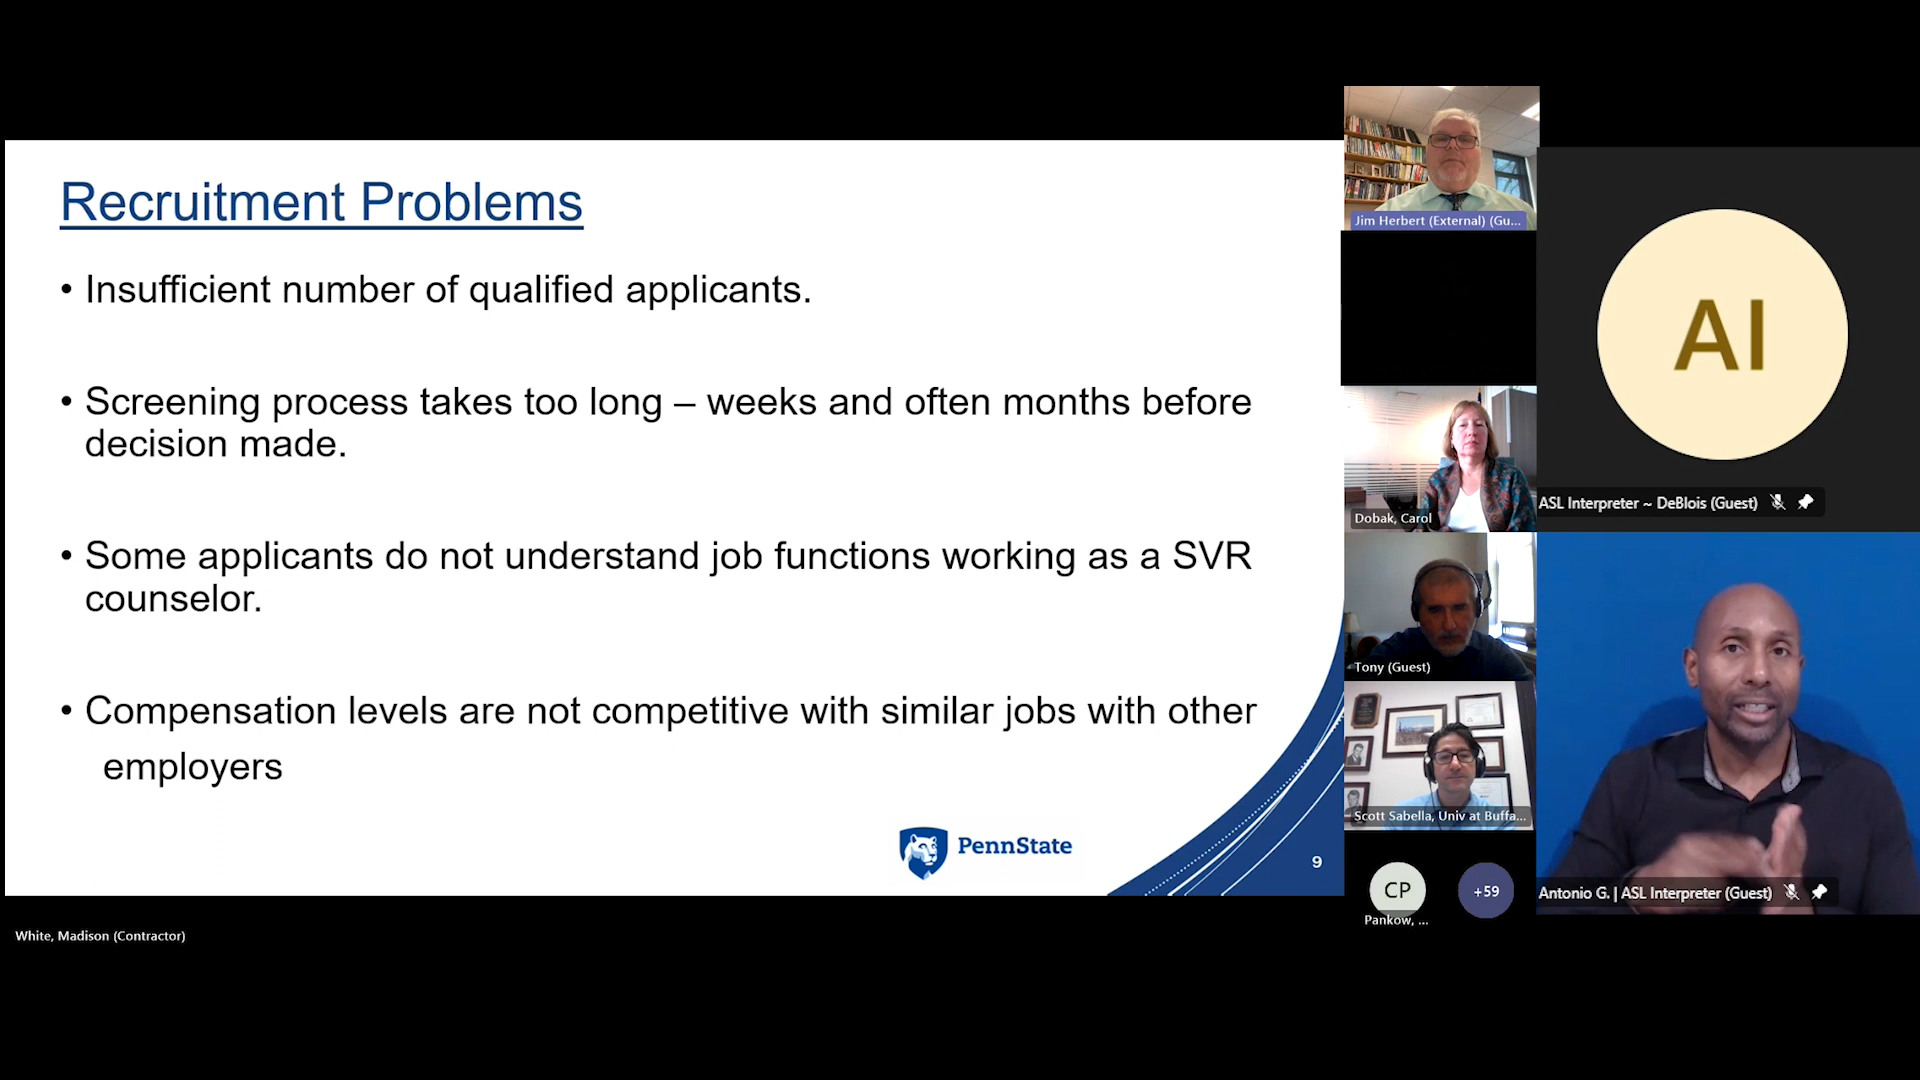 Recruitment Problems
• Insufficient number of qualified applicants.
• Screening process takes too long – weeks and often months before
decision made.
• Some applicants do not understand job functions working as a SVR
counselor.
• Compensation levels are not competitive with similar jobs with other
employers
PennState
9
White, Madison (Contractor)
Jim Herbert (External) (Gu...
Dobak, Carol
Tony (Guest)
Scott Sabella, Univ at Buffa...
CP
Pankow, ...
+59
AI
ASL Interpreter ~ DeBlois (Guest)
Antonio G. | ASL Interpreter (Guest)